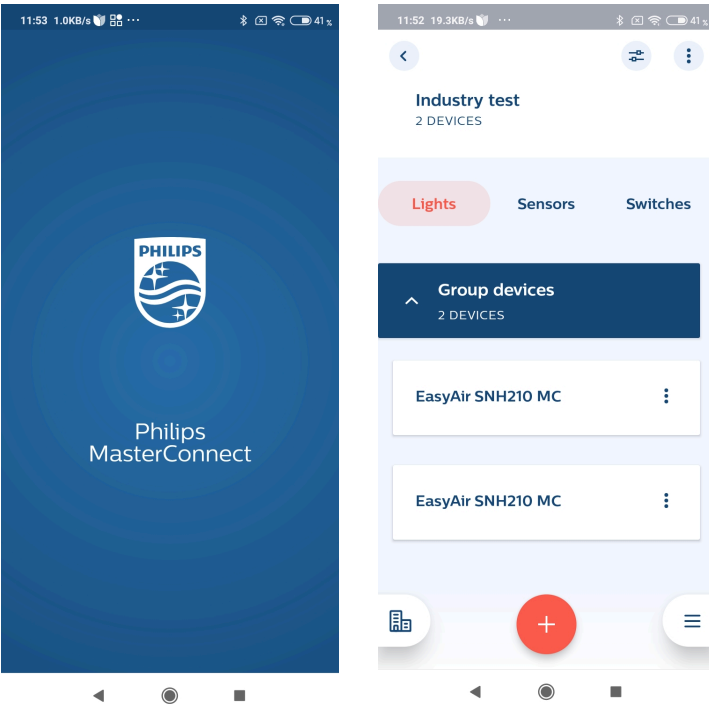 11:53 1.0KB/s ··· 41 %
PHILIPS
Philips
MasterConnect
11:52 19.3KB/s ··· 41 %
Industry test
2 DEVICES
Lights Sensors Switches
Group devices
2 DEVICES
EasyAir SNH210 MC
EasyAir SNH210 MC